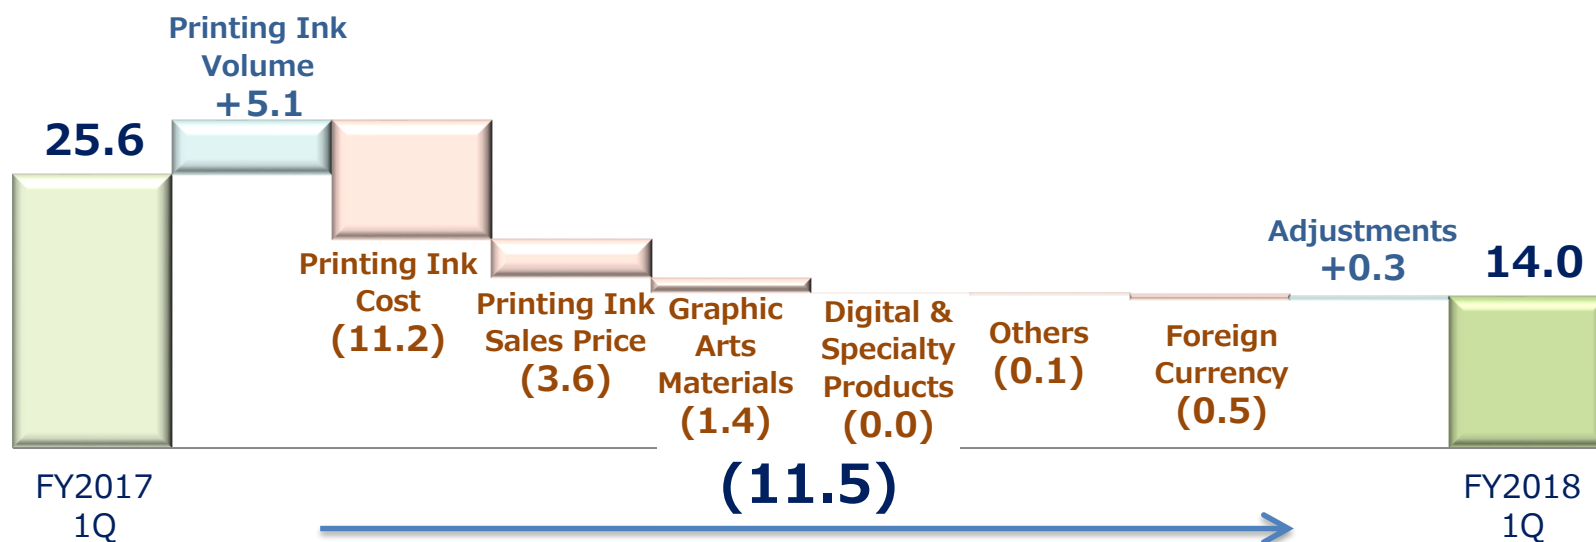 Printing Ink
Volume
+5.1
25.6
Printing Ink
Cost
(11.2)
Printing Ink
Sales Price
(3.6)
Graphic
Arts
Materials
(1.4)
Digital &
Specialty
Products
(0.0)
Others
(0.1)
Foreign
Currency
(0.5)
Adjustments
+0.3
14.0
FY2017
1Q
(11.5)
FY2018
1Q